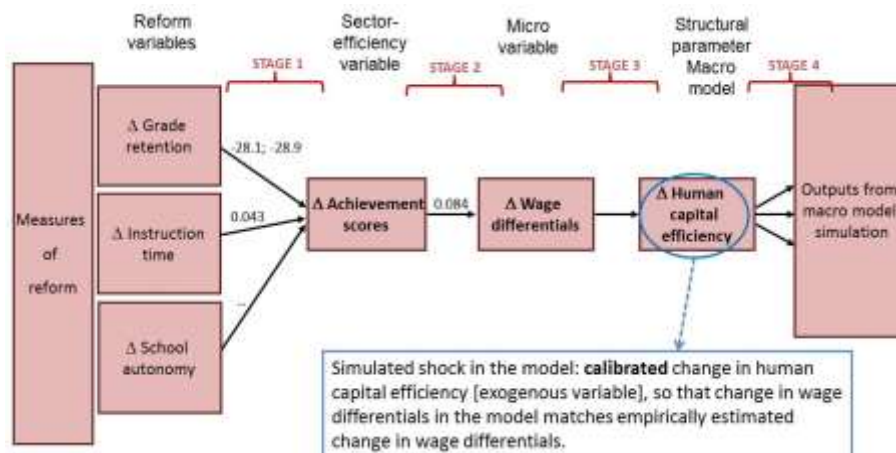 Reform
variables
Sector-
efficiency
variable
Micro
variable
Structural
parameter
Macro
model
STAGE 1
STAGE 2
STAGE 3
STAGE 4
Measures
of
reform
Δ Grade
retention
-28.1; -28.9
Δ Instruction
time
0.043
Δ School
autonomy
...
Δ Achievement
scores
0.084
Δ Wage
differentials
Δ Human
capital
efficiency
Outputs from
macro model
simulation
Simulated shock in the model: calibrated change in human
capital efficiency [exogenous variable], so that change in wage
differentials in the model matches empirically estimated
change in wage differentials.